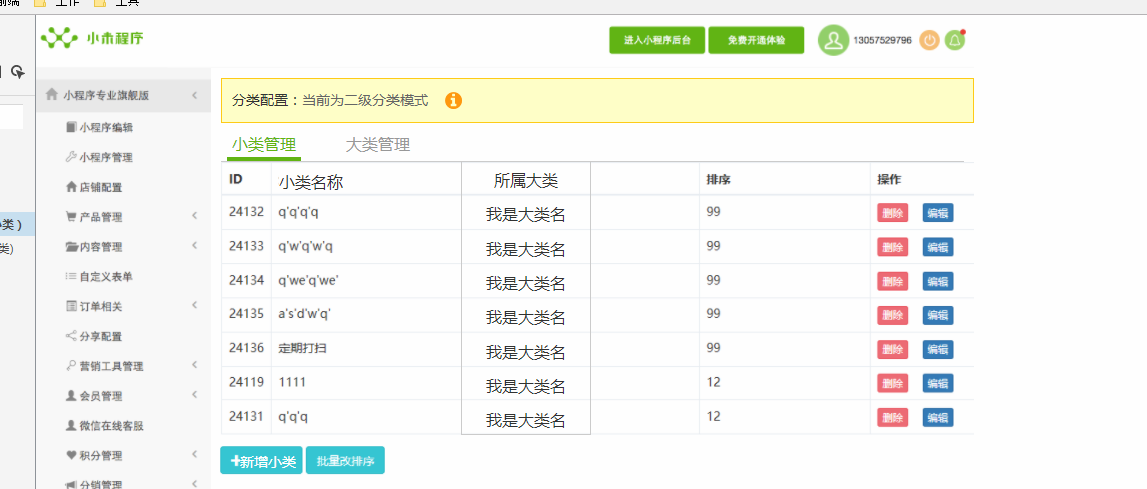 工作 工具
小木程序 进入小程序后台 免费开通体验 13057529796
小程序专业旗舰版
小程序编辑
小程序管理
店铺配置
产品管理
内容管理
自定义表单
订单相关
分享配置
营销工具管理
会员管理
微信在线客服
积分管理
分销管理
类)
类)
分类配置：当前为二级分类模式
小类管理 大类管理
ID 小类名称 所属大类 排序 操作
24132 q'q'q'q 我是大类名 99 删除 编辑
24133 q'w'q'w'q 我是大类名 99 删除 编辑
24134 q'we'q'we' 我是大类名 99 删除 编辑
24135 a's'd'w'q' 我是大类名 99 删除 编辑
24136 定期打扫 我是大类名 99 删除 编辑
24119 1111 我是大类名 12 删除 编辑
24131 q'q'q 我是大类名 12 删除 编辑
+新增小类 批量改排序